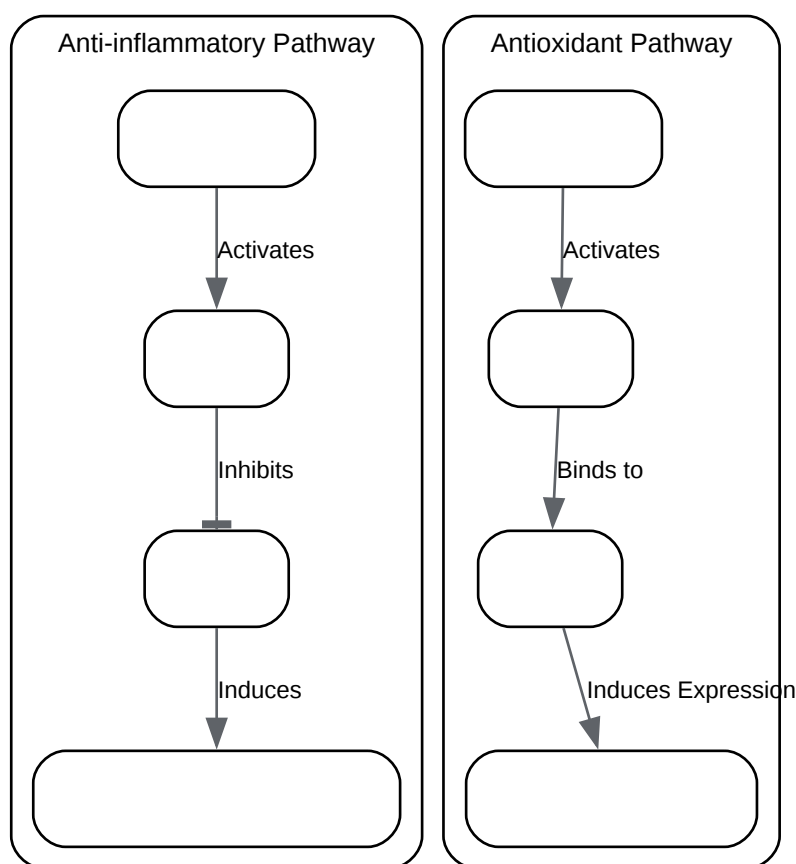 Anti-inflammatory Pathway
Activates
Inhibits
Induces
Antioxidant Pathway
Activates
Binds to
Induces Expression